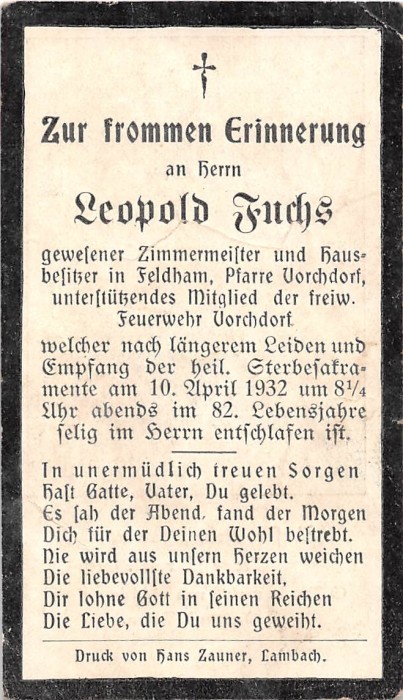 Zur frommen Erinnerung
an Herrn
Leopold Fuchs
gewesener Zimmermeister und Haus-
besitzer in Feldham, Pfarre Vorchdorf,
unterstützendes Mitglied der freiw.
Feuerwehr Vorchdorf
welcher nach längerem Leiden und
Empfang der heil. Sterbesakra-
mente am 10. April 1932 um 8¼
Uhr abends im 82. Lebensjahre
selig im Herrn entschlafen ist.
In unermüdlich treuen Sorgen
Hast Gatte, Vater, Du gelebt.
Es sah der Abend, fand der Morgen
Dich für der Deinen Wohl bestrebt.
Nie wird aus unsern Herzen weichen
Die liebevollste Dankbarkeit,
Dir lohne Gott in seinen Reichen
Die Liebe, die Du uns geweiht.
Druck von Hans Zauner, Lambach.